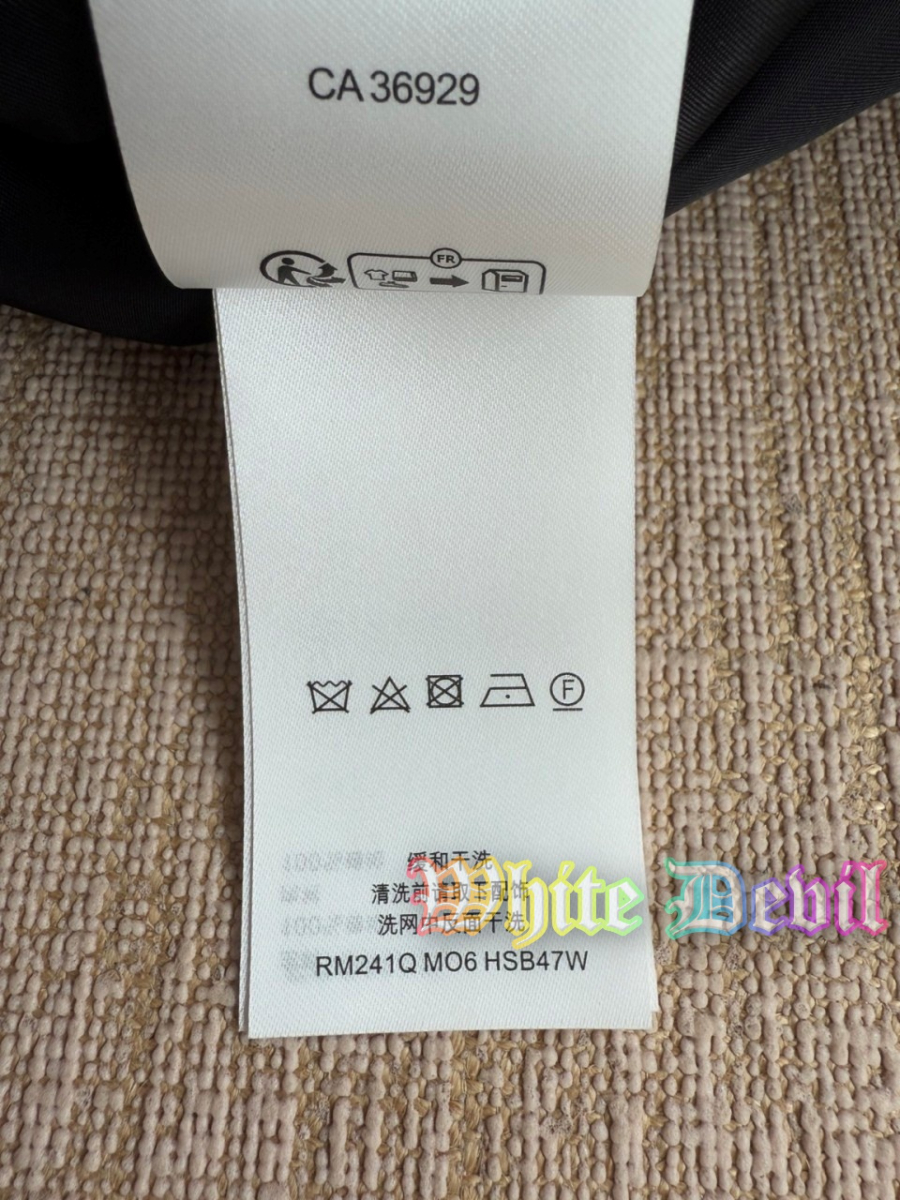 CA 36929
FR
F
缓和干洗
清洗前请取下配饰
洗网中反面干洗
White Devil
RM241Q MO6 HSB47W